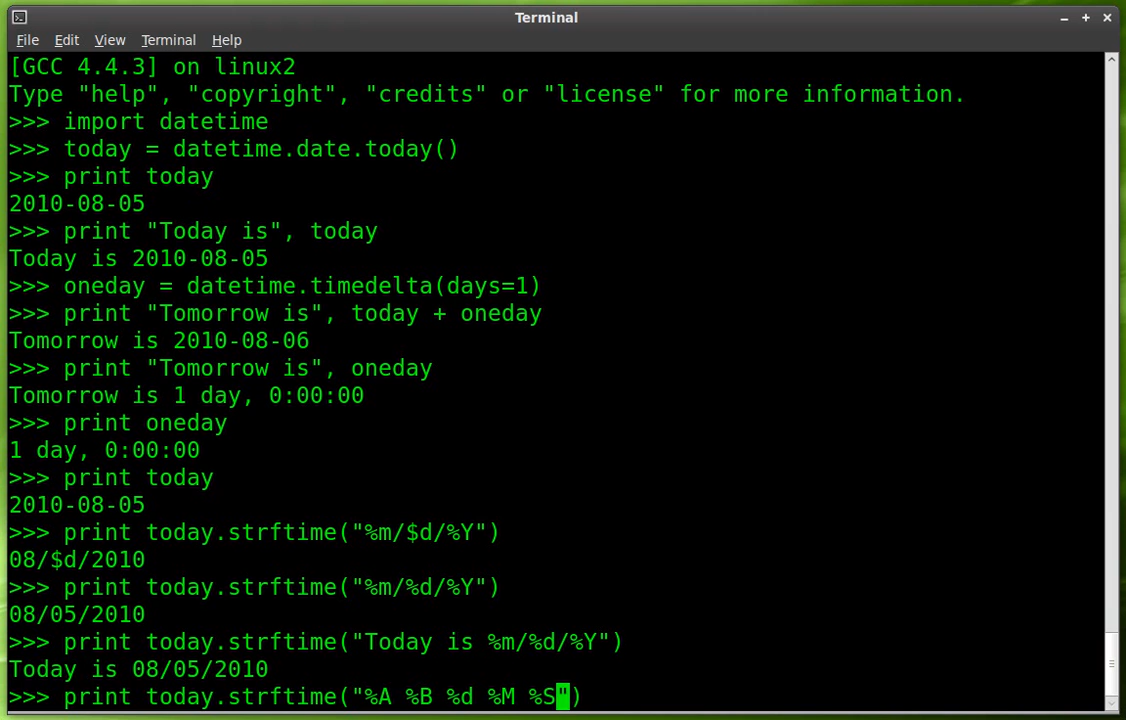 Terminal
File Edit View Terminal Help
[GCC 4.4.3] on linux2
Type "help", "copyright", "credits" or "license" for more information.
>>> import datetime
>>> today = datetime.date.today()
>>> print today
2010-08-05
>>> print "Today is", today
Today is 2010-08-05
>>> oneday = datetime.timedelta(days=1)
>>> print "Tomorrow is", today + oneday
Tomorrow is 2010-08-06
>>> print "Tomorrow is", oneday
Tomorrow is 1 day, 0:00:00
>>> print oneday
1 day, 0:00:00
>>> print today
2010-08-05
>>> print today.strftime("%m/$d/%Y")
08/$d/2010
>>> print today.strftime("%m/%d/%Y")
08/05/2010
>>> print today.strftime("Today is %m/%d/%Y")
Today is 08/05/2010
>>> print today.strftime("%A %B %d %M %S")